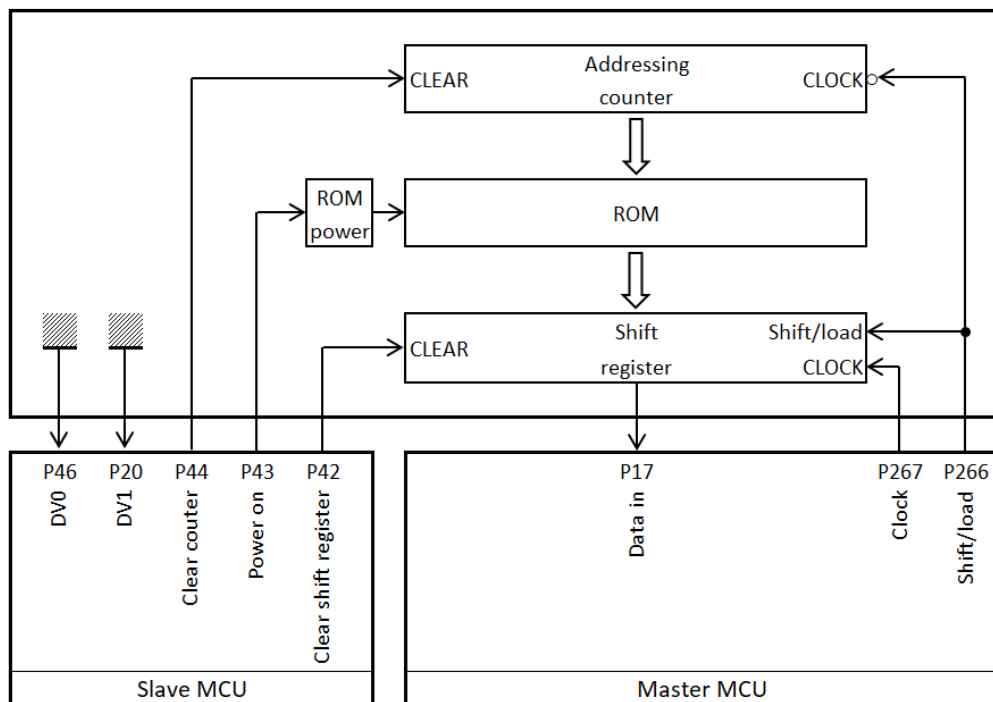 Addressing
counter
CLEAR
CLOCK
ROM
power
ROM
Shift
register
CLEAR
Shift/load
CLOCK
P46
P20
P44
P43
P42
DV0
DV1
Clear couter
Power on
Clear shift register
Slave MCU
P17
P267
P266
Data in
Clock
Shift/load
Master MCU